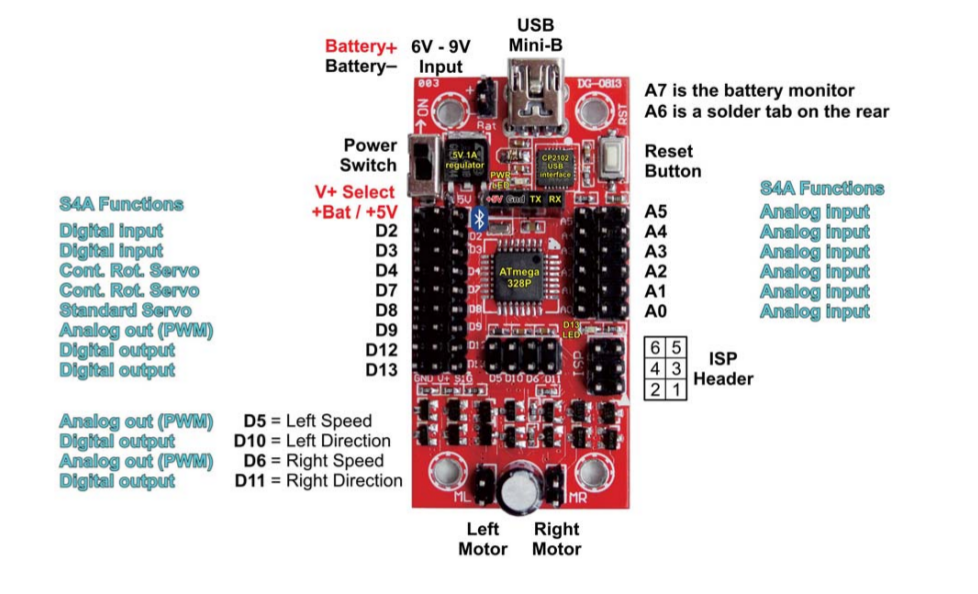 USB
Mini-B
Battery+ 6V - 9V
Battery– Input
003
DG-0813
A7 is the battery monitor
A6 is a solder tab on the rear
ON
+
Bat
RST
Power
Switch
5V 1A
regulator
CP2102
USB
interface
PWR
LED
Reset
Button
V+ Select
+Bat / +5V
5V
+5V Gnd TX RX
S4A Functions
Digital input D2
Digital input D3
Cont. Rot. Servo D4
Cont. Rot. Servo D7
Standard Servo D8
Analog out (PWM) D9
Digital output D12
Digital output D13
S4A Functions
A5 Analog input
A4 Analog input
A3 Analog input
A2 Analog input
A1 Analog input
A0 Analog input
D2
D3
D4
D7
D8
D9
ATmega
328P
D13
LED
GND V+ SIG
D5 D10 D6 D11
ISP
6 5
4 3
2 1
ISP
Header
Analog out (PWM) D5 = Left Speed
Digital output D10 = Left Direction
Analog out (PWM) D6 = Right Speed
Digital output D11 = Right Direction
ML
MR
Left
Motor
Right
Motor